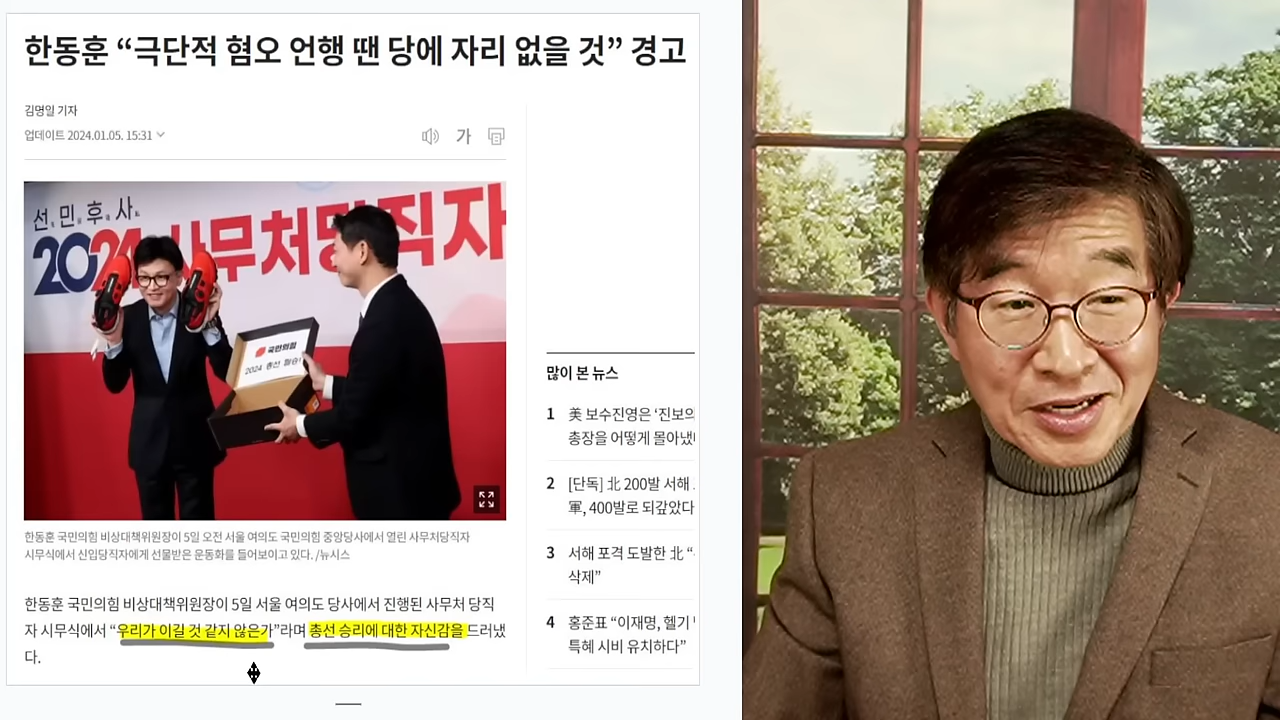 한동훈 “극단적 혐오 언행 땐 당에 자리 없을 것” 경고
김명일 기자
업데이트 2024.01.05. 15:31
가
선민후사
2024 사무처당직자
국민의힘
2024 총선 필승!
한동훈 국민의힘 비상대책위원장이 5일 오전 서울 여의도 국민의힘 중앙당사에서 열린 사무처당직자
시무식에서 신입당직자에게 선물받은 운동화를 들어보이고 있다. /뉴시스
한동훈 국민의힘 비상대책위원장이 5일 서울 여의도 당사에서 진행된 사무처 당직
자 시무식에서 “우리가 이길 것 같지 않은가”라며 총선 승리에 대한 자신감을 드러냈
다.
많이 본 뉴스
1 美 보수진영은 ‘진보의
총장을 어떻게 몰아냈
2 [단독] 北 200발 서해
軍, 400발로 되갚았다
3 서해 포격 도발한 北 “
삭제”
4 홍준표 “이재명, 헬기
특혜 시비 유치하다”